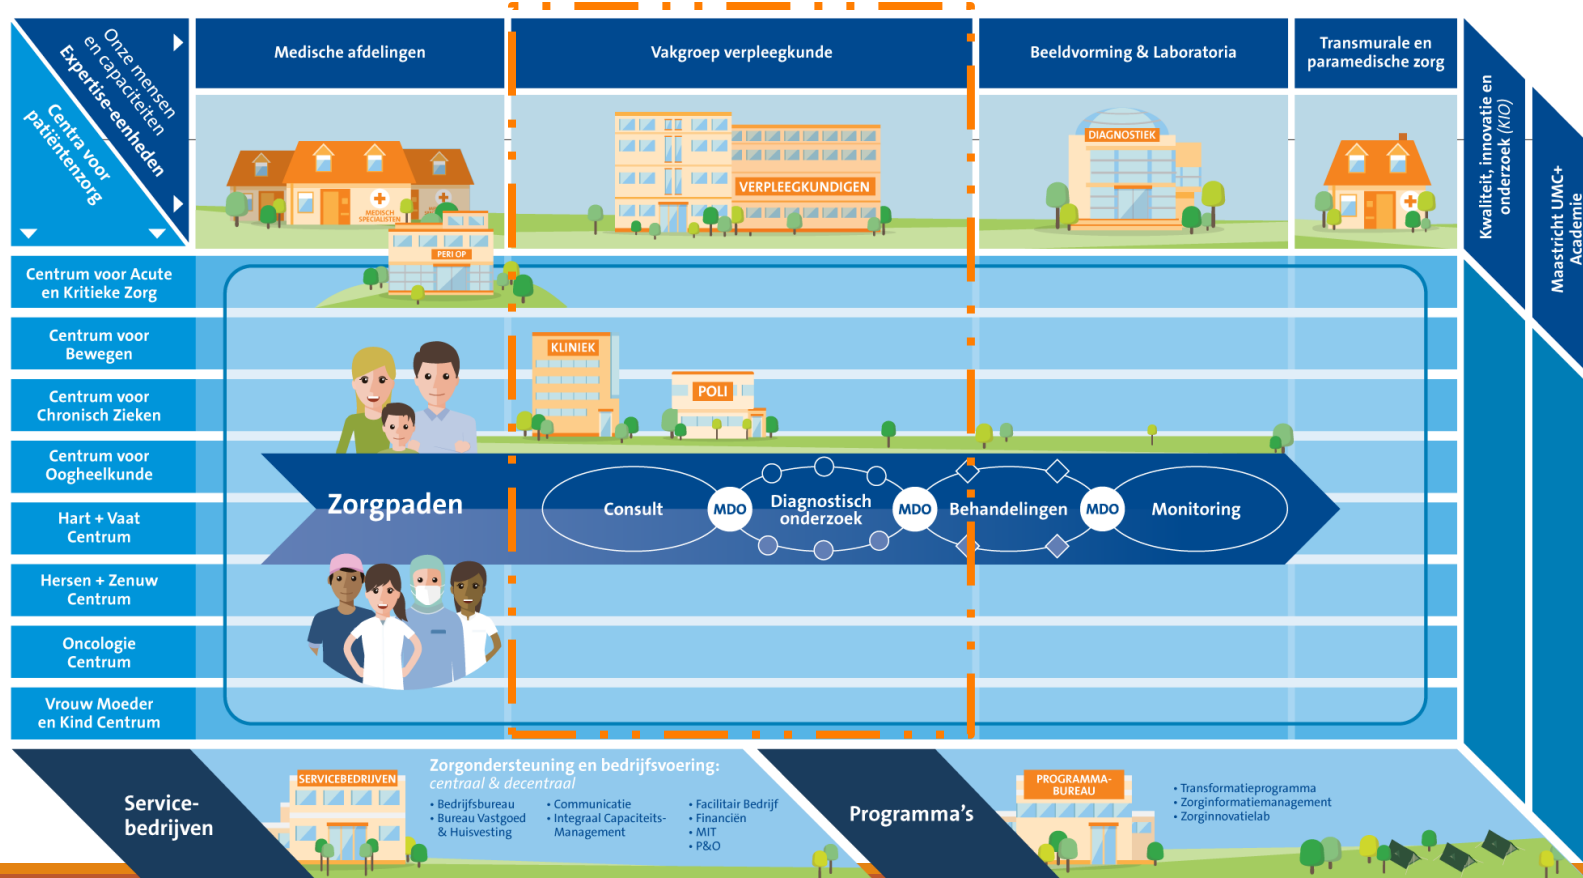 Onze mensen
en capaciteiten
Expertise-eenheden
Centra voor
patiëntenzorg
Medische afdelingen
Vakgroep verpleegkunde
Beeldvorming & Laboratoria
Transmurale en
paramedische zorg
Kwaliteit, innovatie en
onderzoek (KIO)
Maastricht UMC+
Academie
MEDISCH
SPECIALISTEN
PERI OP
VERPLEEGKUNDIGEN
DIAGNOSTIEK
Centrum voor Acute
en Kritieke Zorg
Centrum voor
Bewegen
Centrum voor
Chronisch Zieken
Centrum voor
Oogheelkunde
Hart + Vaat
Centrum
Hersen + Zenuw
Centrum
Oncologie
Centrum
Vrouw Moeder
en Kind Centrum
KLINIEK
POLI
Zorgpaden
Consult
MDO
Diagnostisch
onderzoek
MDO
Behandelingen
MDO
Monitoring
Service-
bedrijven
SERVICEBEDRIJVEN
Zorgondersteuning en bedrijfsvoering:
centraal & decentraal
• Bedrijfsbureau
• Bureau Vastgoed
& Huisvesting
• Communicatie
• Integraal Capaciteits-
Management
• Facilitair Bedrijf
• Financiën
• MIT
• P&O
Programma's
PROGRAMMA-
BUREAU
• Transformatieprogramma
• Zorginformatiemanagement
• Zorginnovatielab